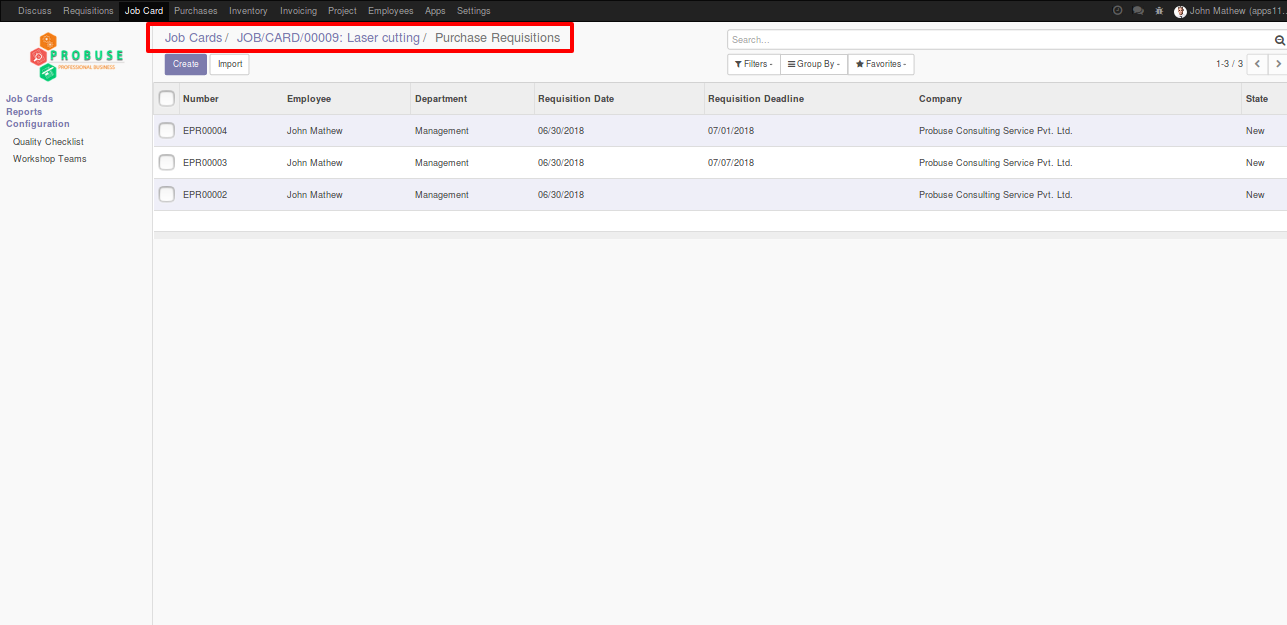 Discuss Requisitions Job Card Purchases Inventory Invoicing Project Employees Apps Settings John Mathew (apps11...
PROBUSE
PROFESSIONAL BUSINESS
Job Cards / JOB/CARD/00009: Laser cutting / Purchase Requisitions
Search...
Create Import
Filters Group By Favorites 1-3 / 3
Job Cards
Reports
Configuration
Quality Checklist
Workshop Teams
Number Employee Department Requisition Date Requisition Deadline Company State
EPR00004 John Mathew Management 06/30/2018 07/01/2018 Probuse Consulting Service Pvt. Ltd. New
EPR00003 John Mathew Management 06/30/2018 07/07/2018 Probuse Consulting Service Pvt. Ltd. New
EPR00002 John Mathew Management 06/30/2018 Probuse Consulting Service Pvt. Ltd. New